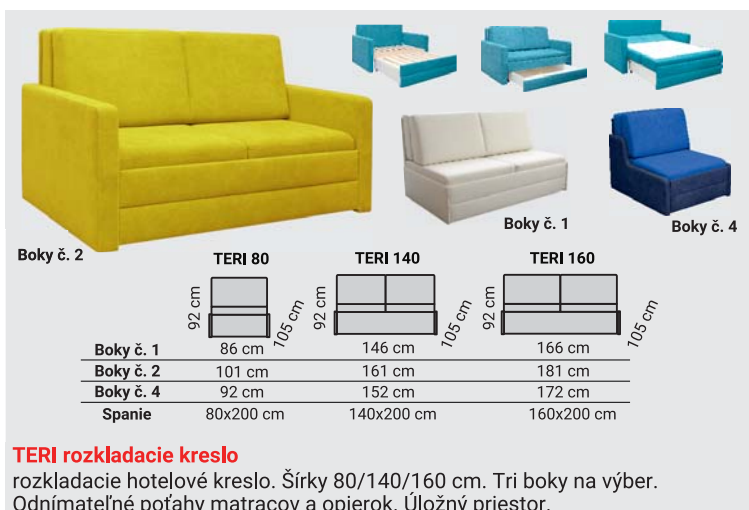 Boky č. 2
Boky č. 1
Boky č. 4
TERI 80 TERI 140 TERI 160
92 cm 105 cm 92 cm 105 cm 92 cm 105 cm
Boky č. 1 86 cm 146 cm 166 cm
Boky č. 2 101 cm 161 cm 181 cm
Boky č. 4 92 cm 152 cm 172 cm
Spanie 80x200 cm 140x200 cm 160x200 cm
TERI rozkladacie kreslo
rozkladacie hotelové kreslo. Šírky 80/140/160 cm. Tri boky na výber.
Odnímateľné poťahy matracov a opierok. Úložný priestor.